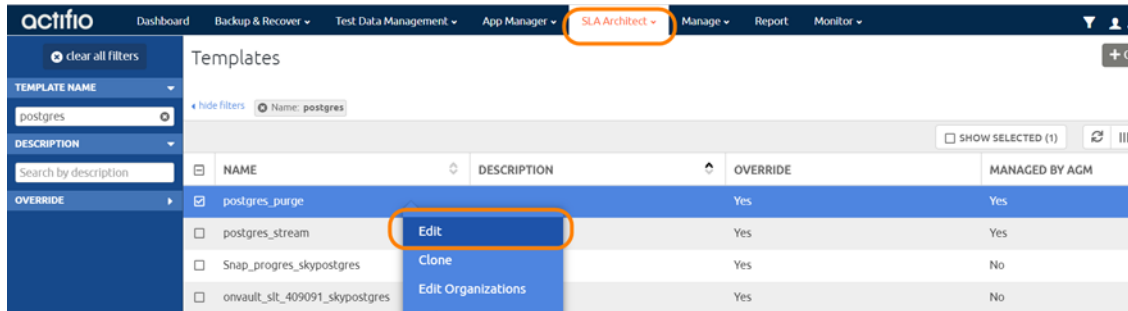 actifio Dashboard Backup & Recover Test Data Management App Manager SLA Architect Manage Report Monitor
clear all filters
Templates
TEMPLATE NAME
postgres
hide filters Name: postgres
DESCRIPTION
SHOW SELECTED (1)
Search by description
NAME DESCRIPTION OVERRIDE MANAGED BY AGM
OVERRIDE
postgres_purge Yes Yes
Edit
postgres_stream Yes Yes
Clone
Snap_progres_skypostgres Yes No
Edit Organizations
onvault_slt_409091_skypostgres Yes No